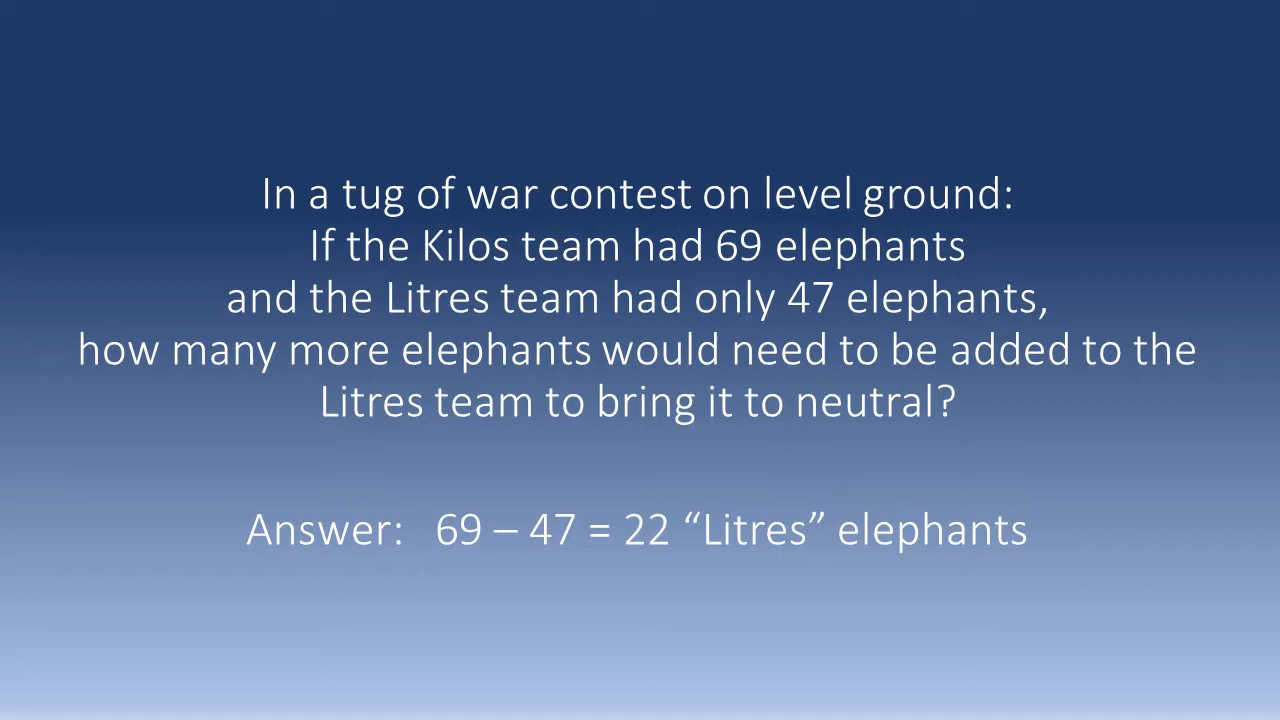 In a tug of war contest on level ground:
If the Kilos team had 69 elephants
and the Litres team had only 47 elephants,
how many more elephants would need to be added to the
Litres team to bring it to neutral?
Answer: 69 – 47 = 22 “Litres” elephants